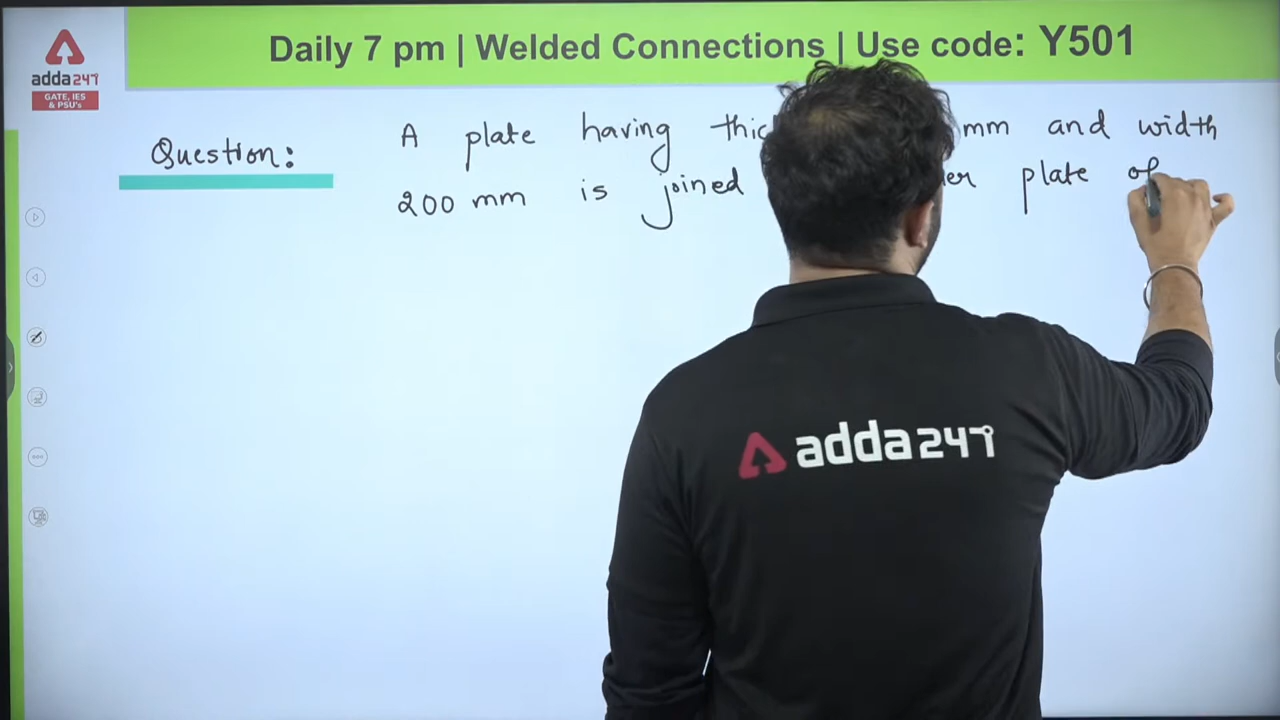 Daily 7 pm | Welded Connections | Use code: Y501
adda247
GATE, IES
& PSU's
Question:
A plate having thic mm and width
200 mm is joined er plate of
adda247